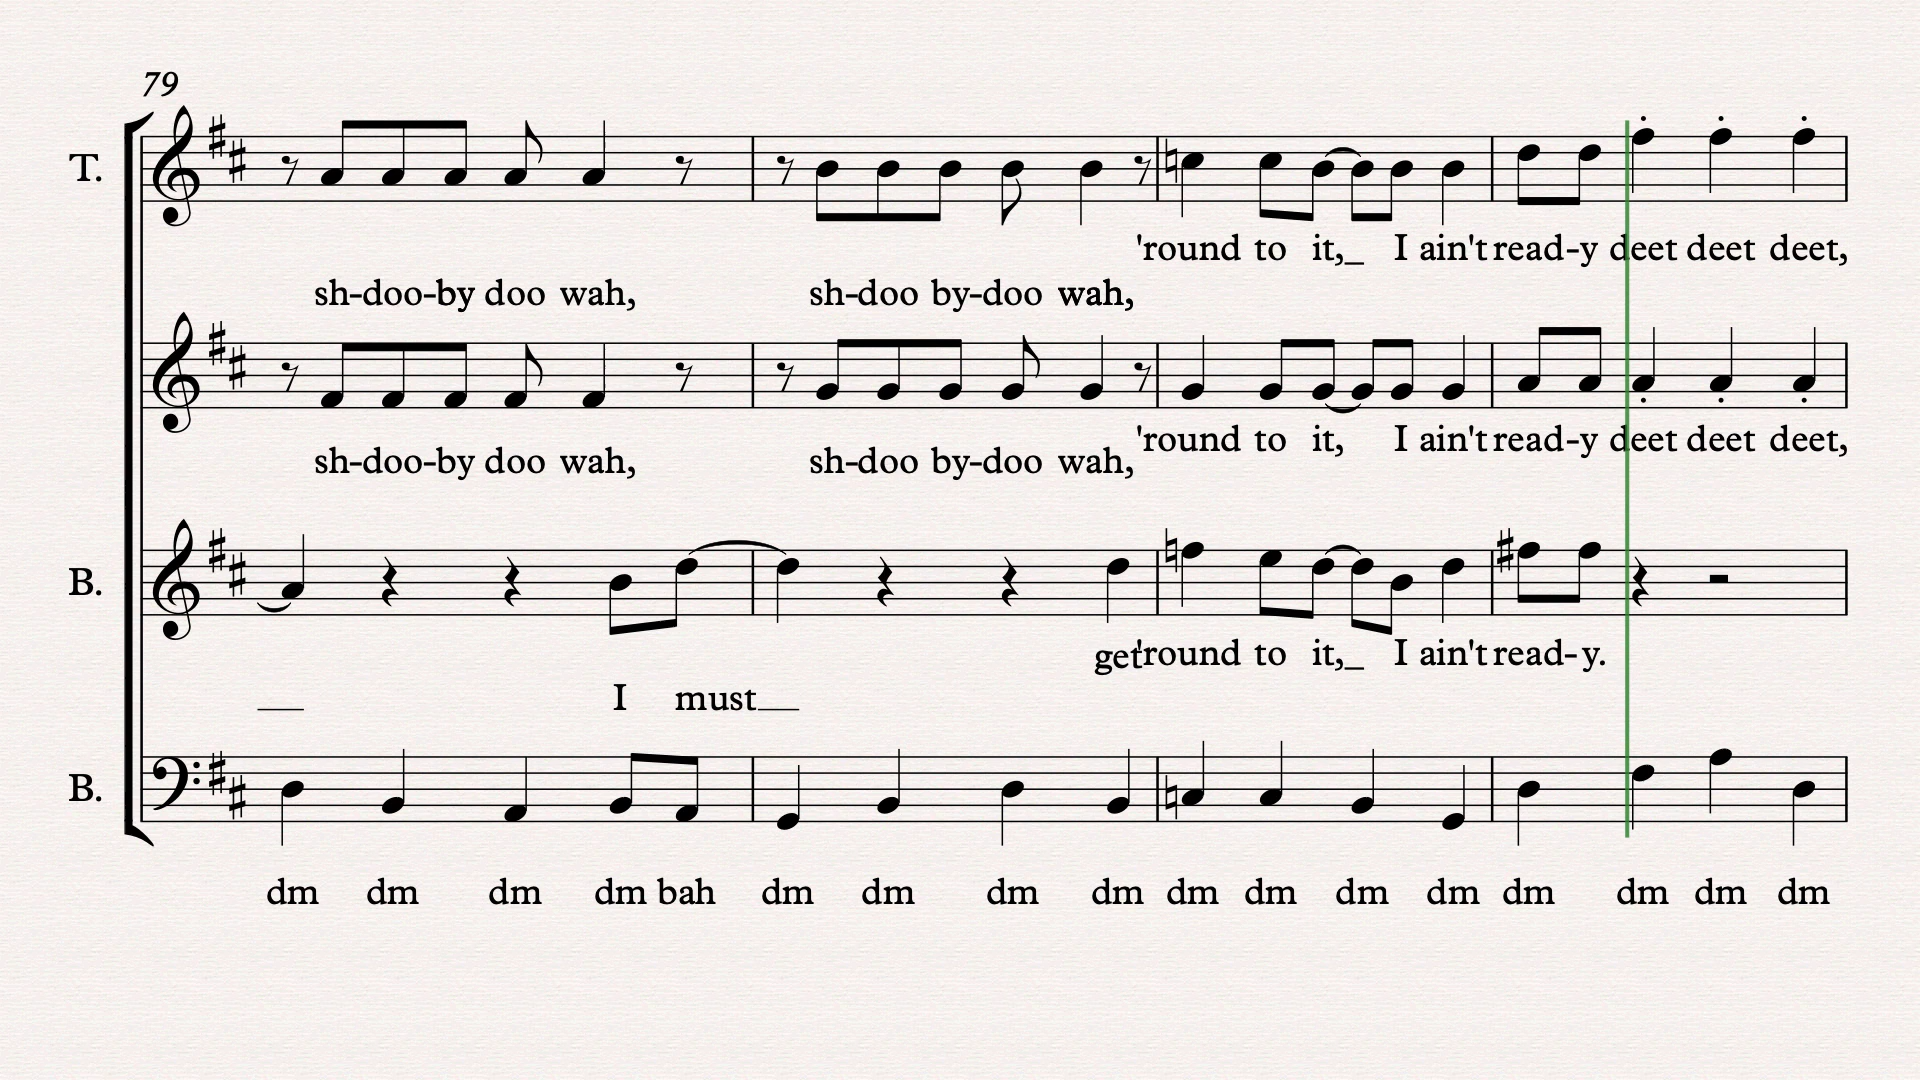 79
T.
'round to it,_ I ain't read-y deet deet deet,
sh-doo-by doo wah, sh-doo by-doo wah,
'round to it, I ain't read-y deet deet deet,
sh-doo-by doo wah, sh-doo by-doo wah,
B.
get 'round to it,_ I ain't read-y.
__ I must__
B.
dm dm dm dm bah dm dm dm dm dm dm dm dm dm dm dm dm